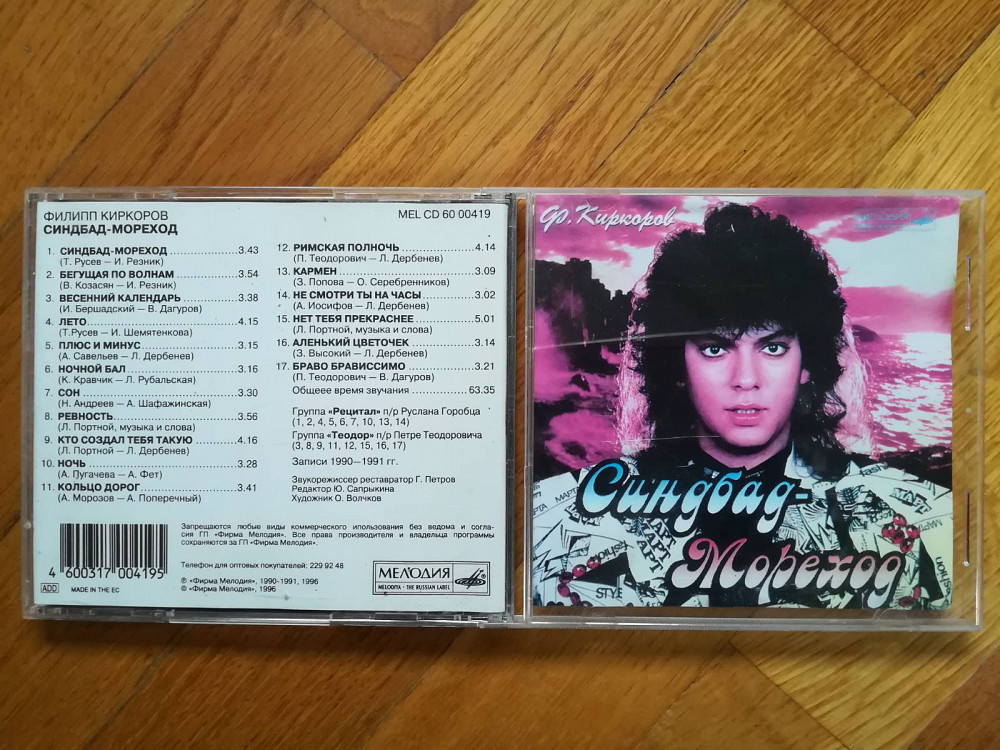 ФИЛИПП КИРКОРОВ
СИНДБАД-МОРЕХОД
MEL CD 60 00419
1. СИНДБАД-МОРЕХОД 3.43
(Т. Русев – И. Резник)
2. БЕГУЩАЯ ПО ВОЛНАМ 3.54
(В. Козасян – И. Резник)
3. ВЕСЕННИЙ КАЛЕНДАРЬ 3.38
(И. Бершадский – В. Дагуров)
4. ЛЕТО 4.15
(Т.Русев – И. Шемятенкова)
5. ПЛЮС И МИНУС 3.15
(А. Савельев – Л. Дербенев)
6. НОЧНОЙ БАЛ 3.16
(К. Кравчик – Л. Рубальская)
7. СОН 3.30
(Н. Андреев – А. Шафажинская)
8. РЕВНОСТЬ 3.56
(Л. Портной, музыка и слова)
9. КТО СОЗДАЛ ТЕБЯ ТАКУЮ 4.16
(Л. Портной – Л. Дербенев)
10. НОЧЬ 3.28
(А. Пугачева – А. Фет)
11. КОЛЬЦО ДОРОГ 3.41
(А. Морозов – А. Поперечный)
12. РИМСКАЯ ПОЛНОЧЬ 4.14
(П. Теодорович – Л. Дербенев)
13. КАРМЕН 3.09
(З. Попова – О. Серебренников)
14. НЕ СМОТРИ ТЫ НА ЧАСЫ 3.02
(А. Иосифов – Л. Дербенев)
15. НЕТ ТЕБЯ ПРЕКРАСНЕЕ 5.01
(Л. Портной, музыка и слова)
16. АЛЕНЬКИЙ ЦВЕТОЧЕК 3.14
(З. Высокий – Л. Дербенев)
17. БРАВО БРАВИССИМО 3.21
(П. Теодорович – В. Дагуров)
Общеее время звучания 63.35
Группа «Рецитал» п/р Руслана Горобца
(1, 2, 4, 5, 6, 7, 10, 13, 14)
Группа «Теодор» п/р Петре Теодоровича
(3, 8, 9, 11, 12, 15, 16, 17)
Записи 1990–1991 гг.
Звукорежиссер реставратор Г. Петров
Редактор Ю. Сапрыкина
Художник О. Волчков
Запрещаются любые виды коммерческого ипользования без ведома и согла-
сия ГП «Фирма Мелодия». Все права производителя и владельца программы
сохраняются за ГП «Фирма Мелодия».
Телефон для оптовых покупателей: 229 92 48
℗ «Фирма Мелодия», 1990-1991, 1996
© «Фирма Мелодия», 1996
МЕЛОДИЯ
MELODIYA · THE RUSSIAN LABEL
4 600317 004195
ADD
MADE IN THE EC
Ф. Киркоров
Синдбад-
Мореход
МАРТА
АРТ
STYLE